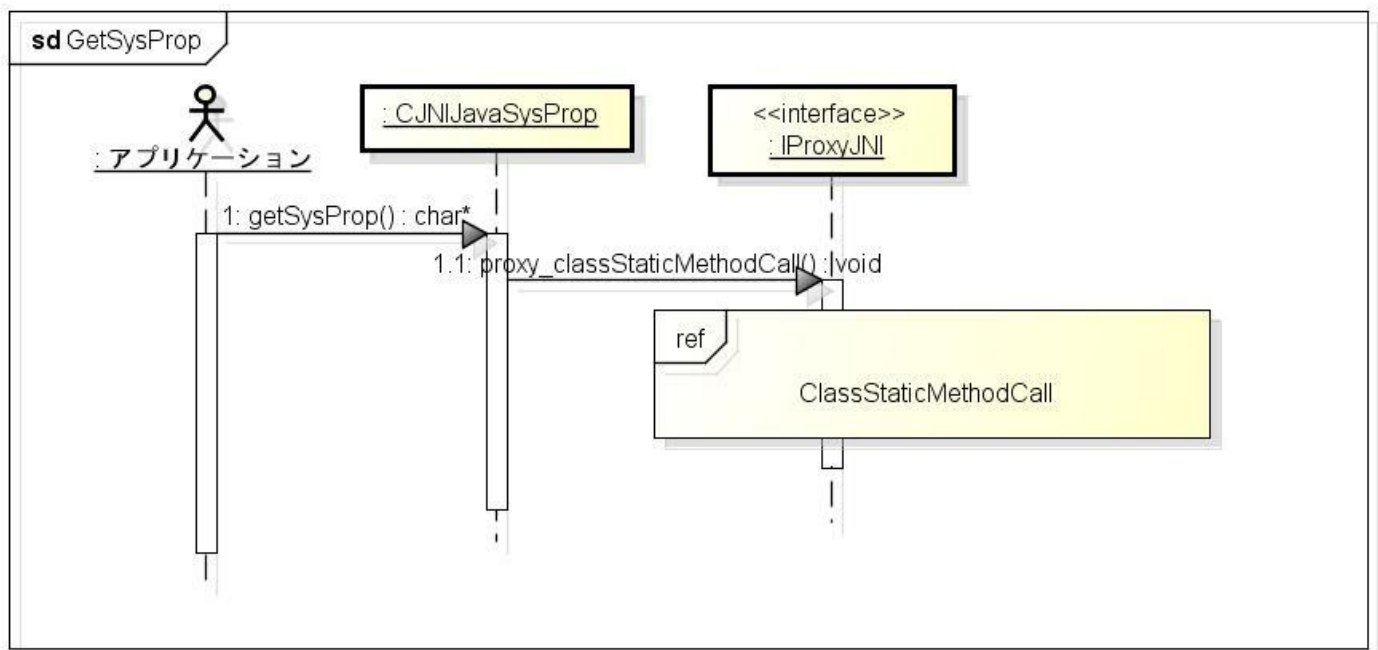 sd GetSysProp
: CJNIJavaSysProp
<<interface>>
: IProxyJNI
: アプリケーション
1: getSysProp() : char*
1.1: proxy_classStaticMethodCall() : void
ref
ClassStaticMethodCall